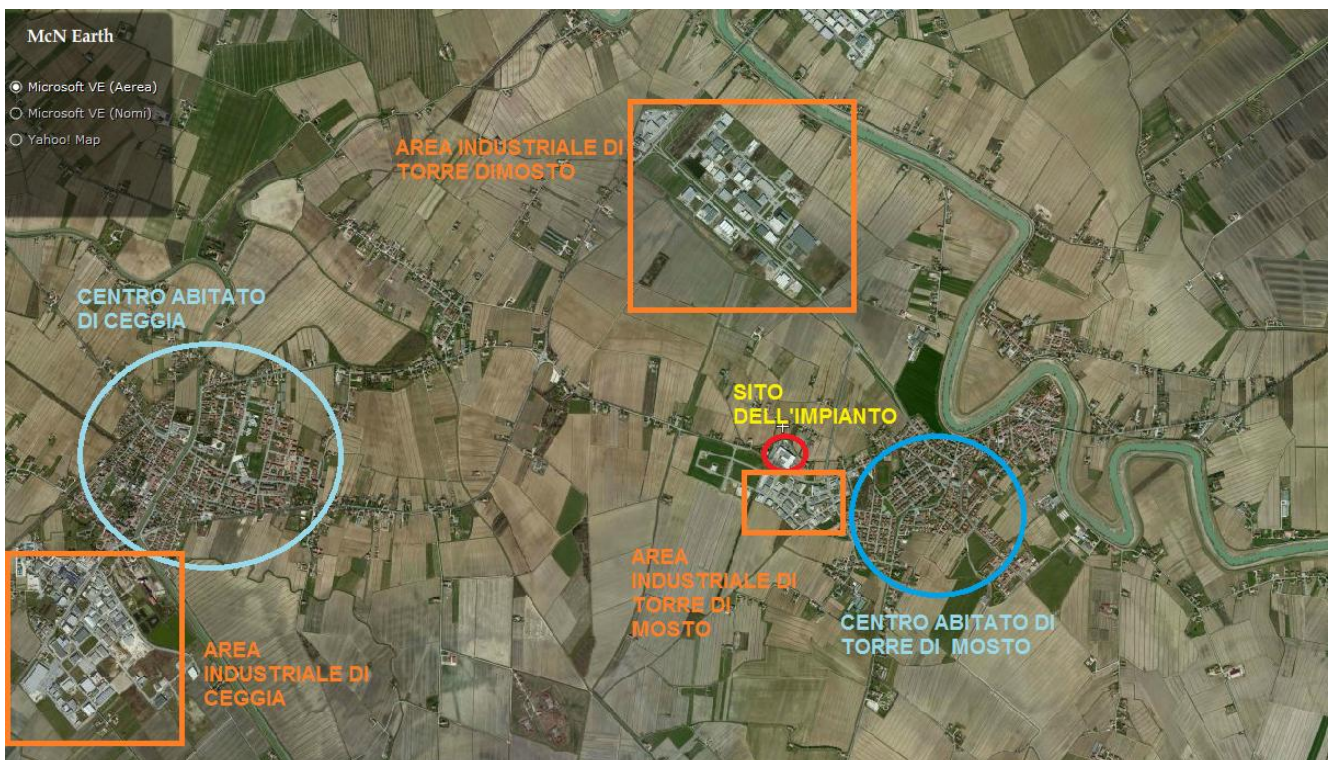 McN Earth
Microsoft VE (Aerea)
Microsoft VE (Nomi)
Yahoo! Map
AREA INDUSTRIALE DI
TORRE DIMOSTO
CENTRO ABITATO
DI CEGGIA
SITO
DELL'IMPIANTO
AREA
INDUSTRIALE DI
TORRE DI
MOSTO
CENTRO ABITATO DI
TORRE DI MOSTO
AREA
INDUSTRIALE DI
CEGGIA